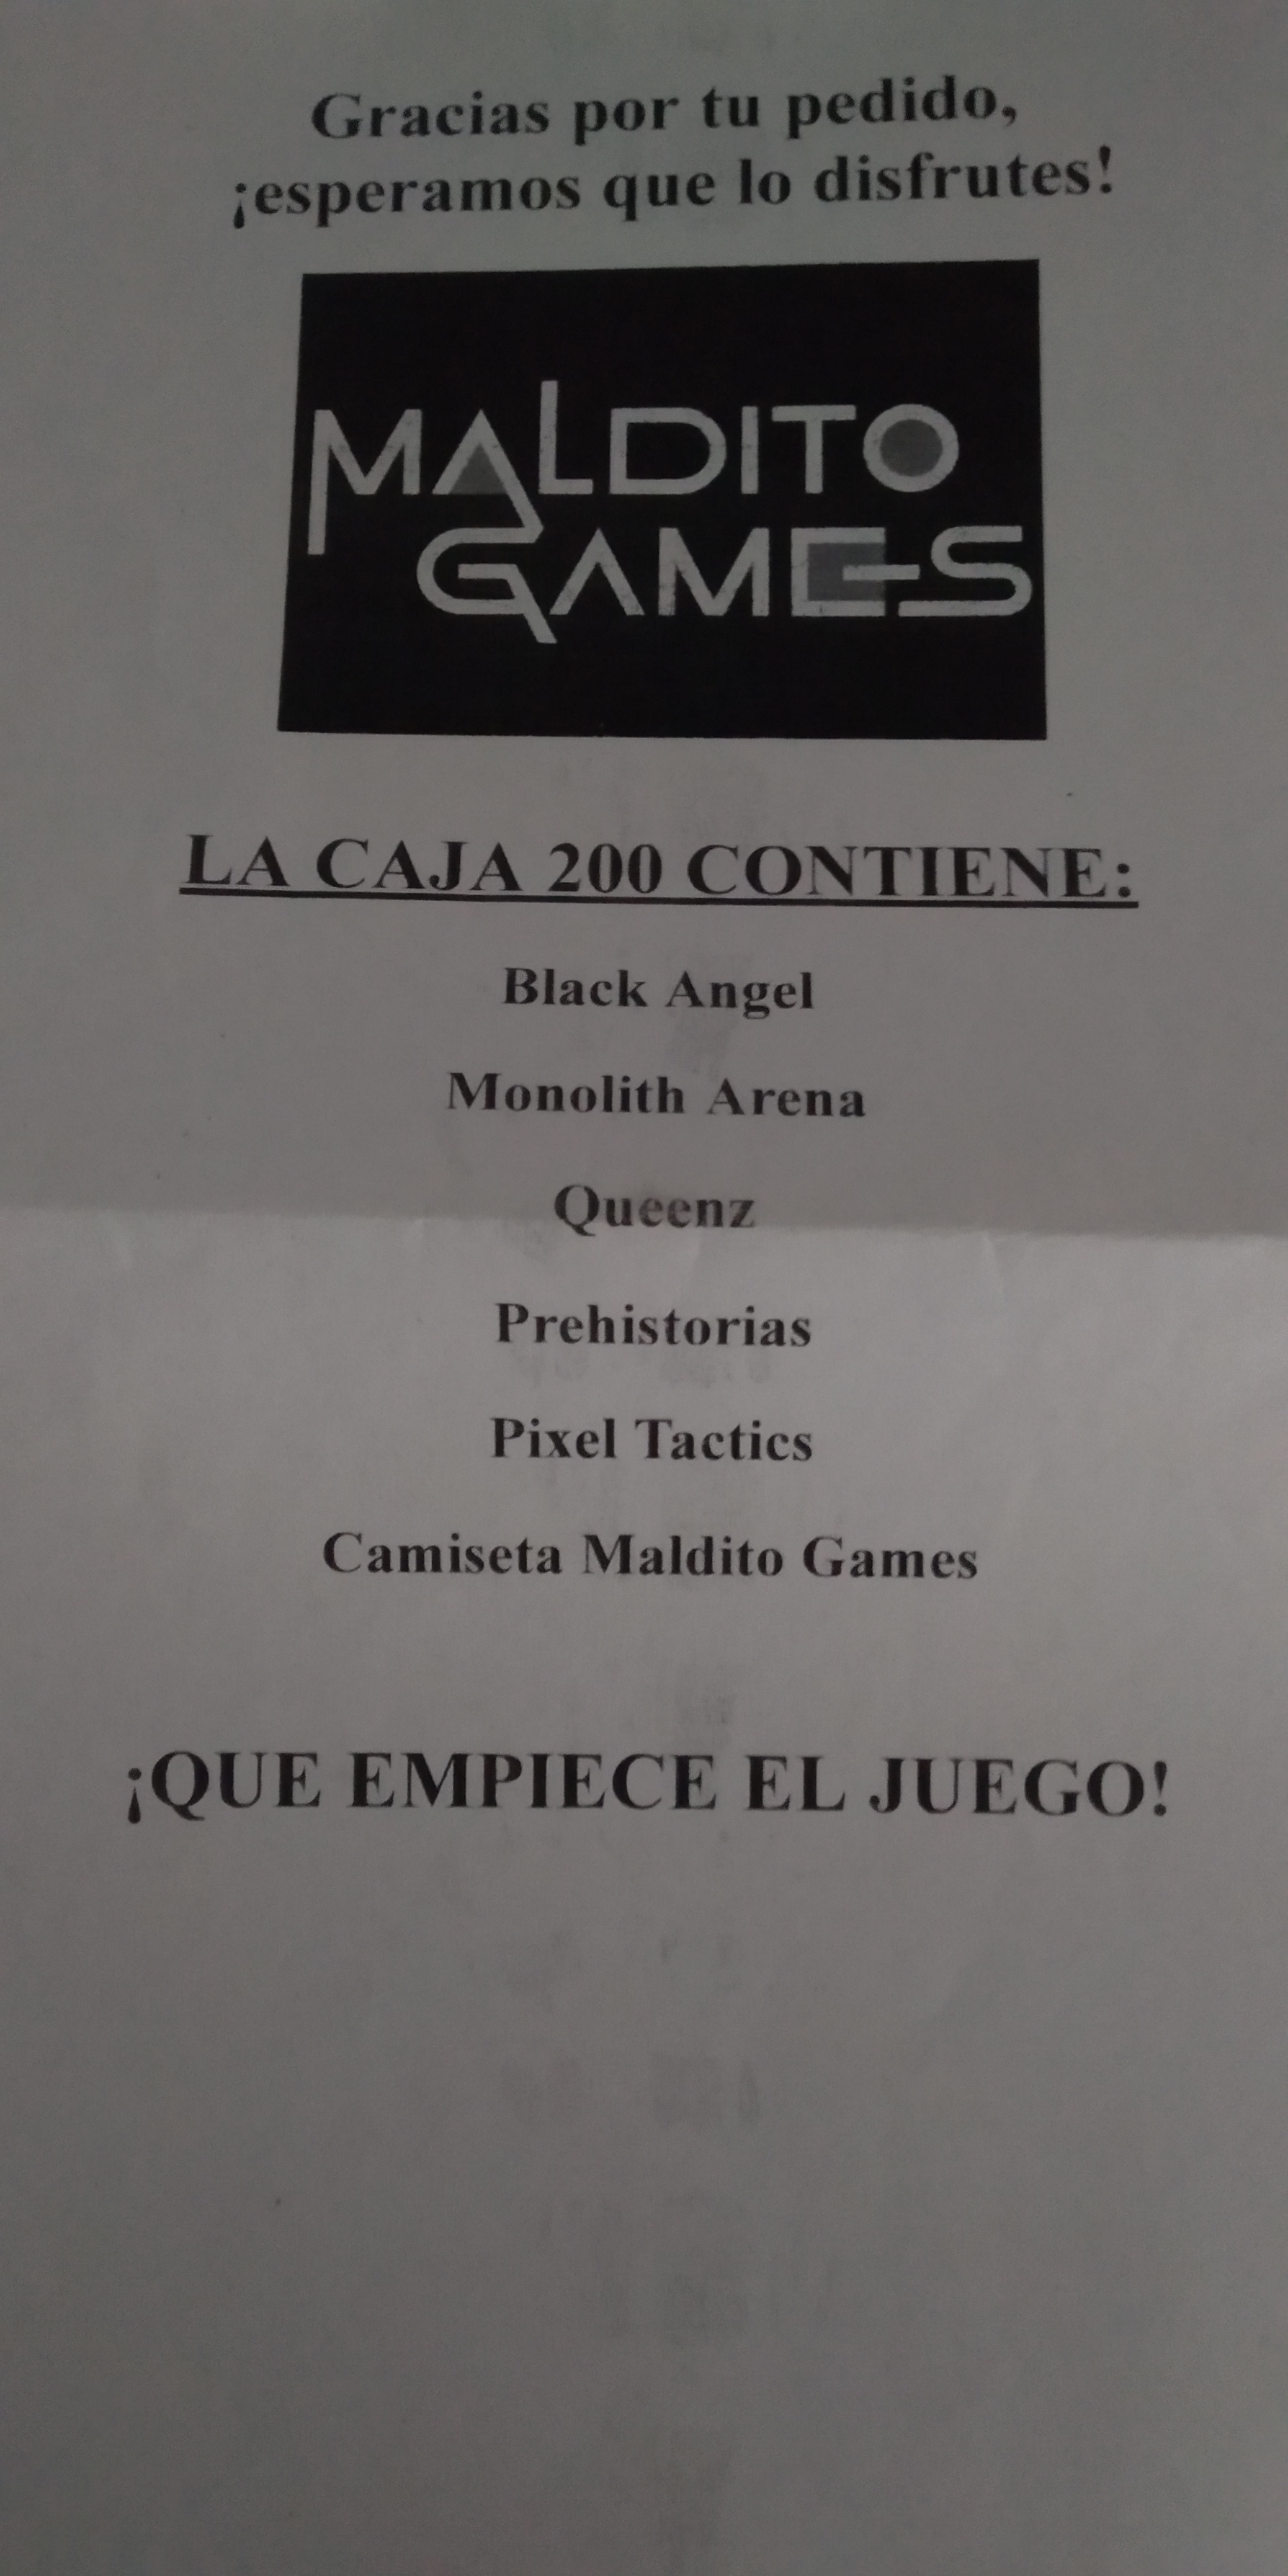 Gracias por tu pedido,
¡esperamos que lo disfrutes!
MALDITO
GAMES
LA CAJA 200 CONTIENE:
Black Angel
Monolith Arena
Queenz
Prehistorias
Pixel Tactics
Camiseta Maldito Games
¡QUE EMPIECE EL JUEGO!